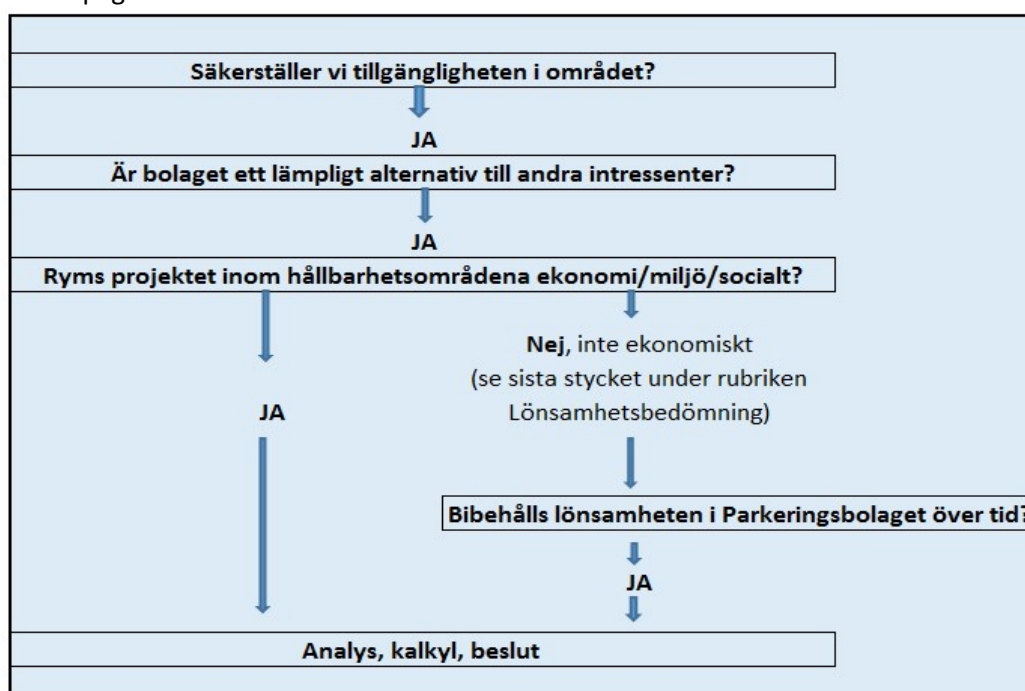 Säkerställer vi tillgängligheten i området?
JA
Är bolaget ett lämpligt alternativ till andra intressenter?
JA
Ryms projektet inom hållbarhetsområdena ekonomi/miljö/socialt?
Nej, inte ekonomiskt
(se sista stycket under rubriken
Lönsamhetsbedömning)
JA
Bibehålls lönsamheten i Parkeringsbolaget över tid?
JA
Analys, kalkyl, beslut